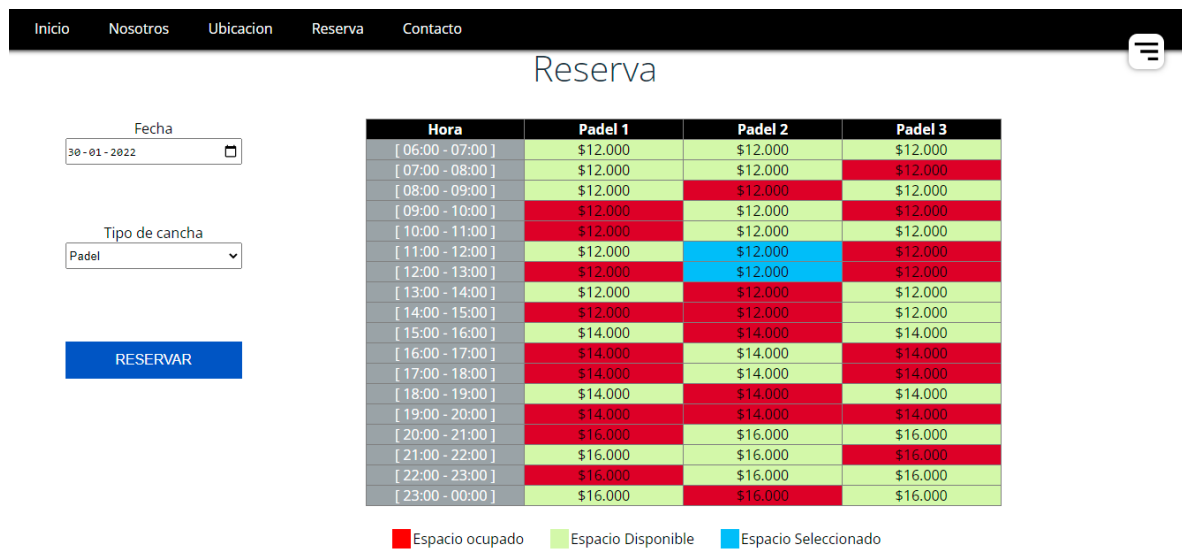 Inicio Nosotros Ubicacion Reserva Contacto
Reserva
Fecha
30-01-2022
Tipo de cancha
Padel
RESERVAR
Hora Padel 1 Padel 2 Padel 3
[ 06:00 - 07:00 ] $12.000 $12.000 $12.000
[ 07:00 - 08:00 ] $12.000 $12.000 $12.000
[ 08:00 - 09:00 ] $12.000 $12.000 $12.000
[ 09:00 - 10:00 ] $12.000 $12.000 $12.000
[ 10:00 - 11:00 ] $12.000 $12.000 $12.000
[ 11:00 - 12:00 ] $12.000 $12.000 $12.000
[ 12:00 - 13:00 ] $12.000 $12.000 $12.000
[ 13:00 - 14:00 ] $12.000 $12.000 $12.000
[ 14:00 - 15:00 ] $12.000 $12.000 $12.000
[ 15:00 - 16:00 ] $14.000 $14.000 $14.000
[ 16:00 - 17:00 ] $14.000 $14.000 $14.000
[ 17:00 - 18:00 ] $14.000 $14.000 $14.000
[ 18:00 - 19:00 ] $14.000 $14.000 $14.000
[ 19:00 - 20:00 ] $14.000 $14.000 $14.000
[ 20:00 - 21:00 ] $16.000 $16.000 $16.000
[ 21:00 - 22:00 ] $16.000 $16.000 $16.000
[ 22:00 - 23:00 ] $16.000 $16.000 $16.000
[ 23:00 - 00:00 ] $16.000 $16.000 $16.000
Espacio ocupado Espacio Disponible Espacio Seleccionado